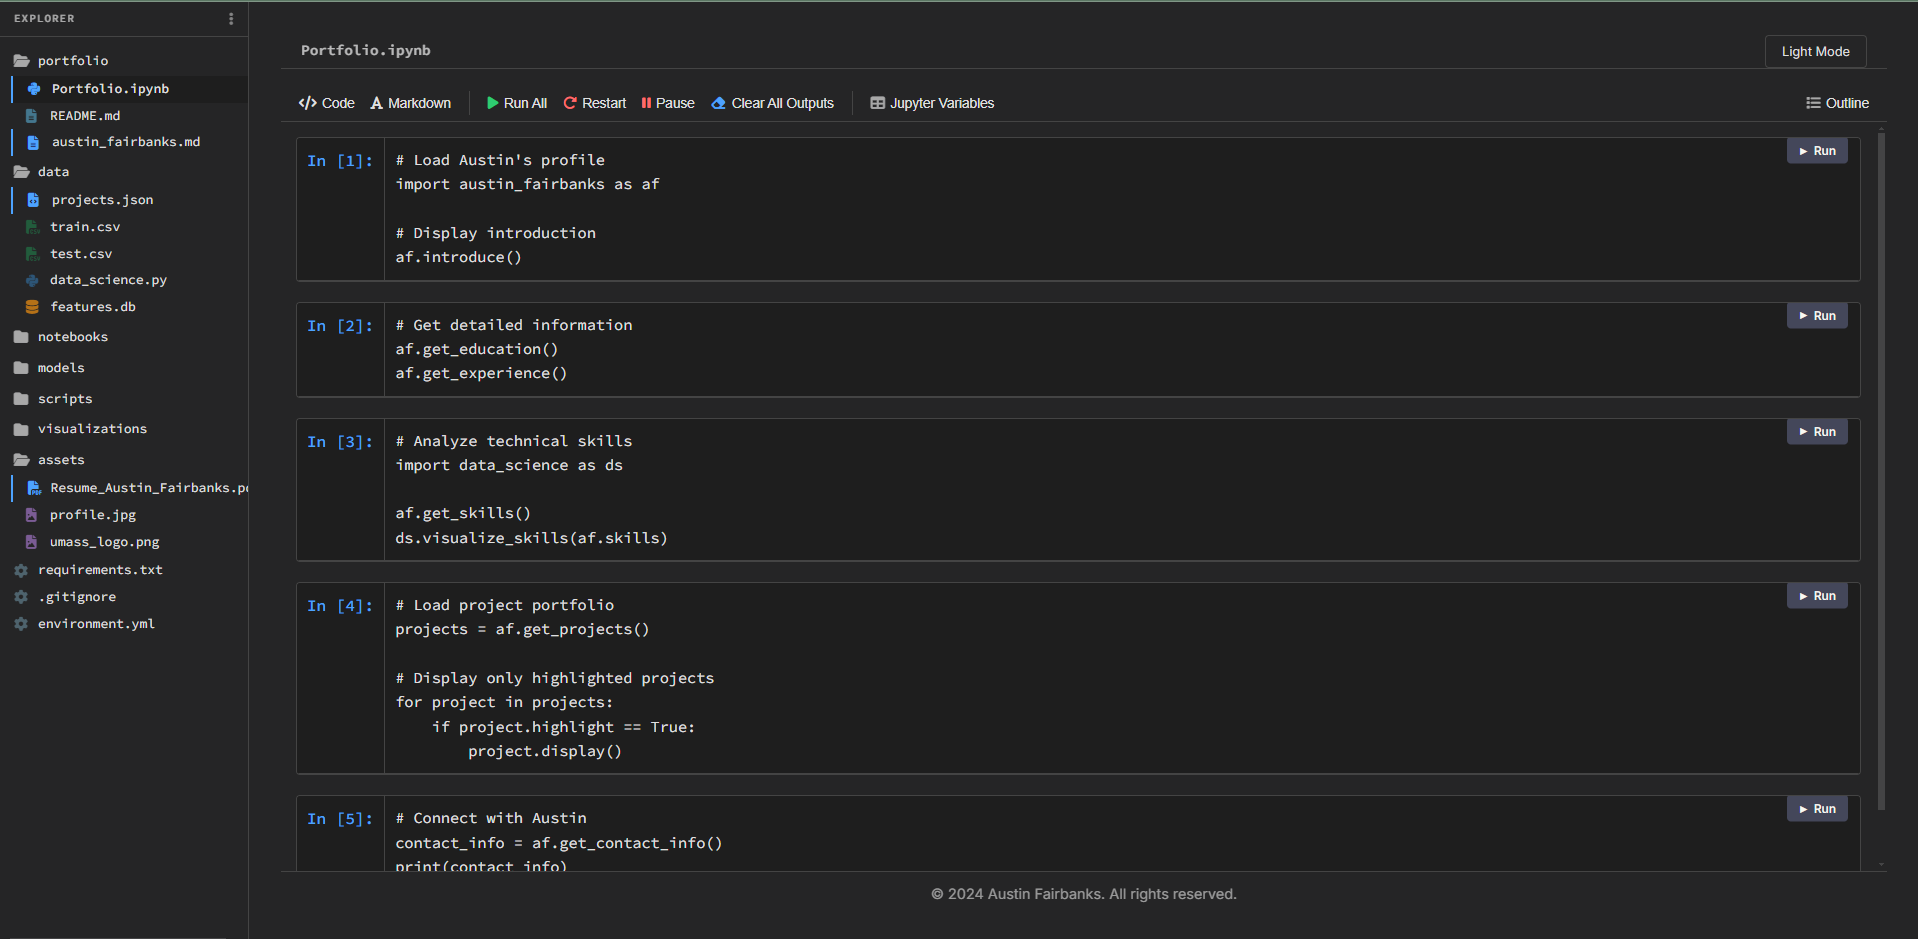 EXPLORER
portfolio
Portfolio.ipynb
README.md
austin_fairbanks.md
data
projects.json
train.csv
test.csv
data_science.py
features.db
notebooks
models
scripts
visualizations
assets
Resume_Austin_Fairbanks.p
profile.jpg
umass_logo.png
requirements.txt
.gitignore
environment.yml
Portfolio.ipynb
Light Mode
</> Code A Markdown Run All Restart Pause Clear All Outputs Jupyter Variables Outline
In [1]:
# Load Austin's profile
import austin_fairbanks as af
# Display introduction
af.introduce()
Run
In [2]:
# Get detailed information
af.get_education()
af.get_experience()
Run
In [3]:
# Analyze technical skills
import data_science as ds
af.get_skills()
ds.visualize_skills(af.skills)
Run
In [4]:
# Load project portfolio
projects = af.get_projects()
# Display only highlighted projects
for project in projects:
    if project.highlight == True:
        project.display()
Run
In [5]:
# Connect with Austin
contact_info = af.get_contact_info()
print(contact_info)
Run
© 2024 Austin Fairbanks. All rights reserved.